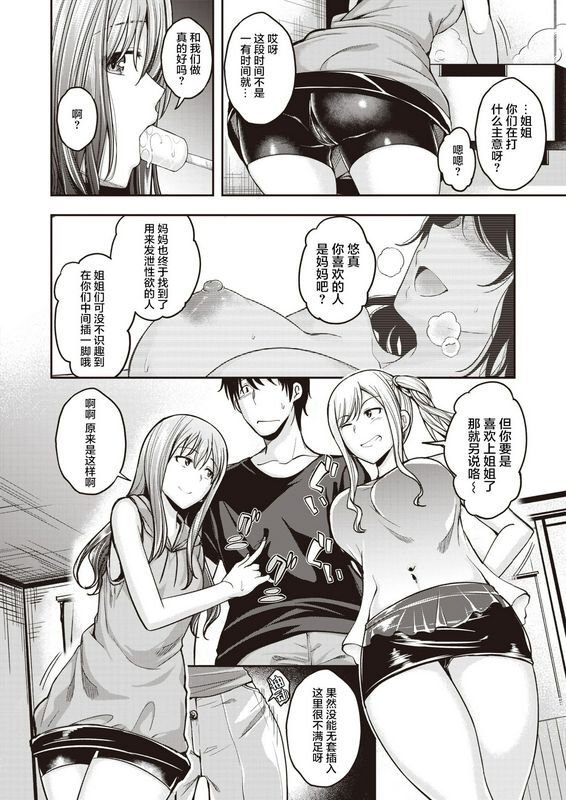 …姐姐
你们在打
什么主意呀？
嗯嗯？
哎呀
这段时间不是
一有时间就…
和我们做
真的好吗？
啊？
悠真
你喜欢的人
是妈妈吧？
妈妈也终于找到了
用来发泄性欲的人
姐姐们可没不识趣到
在你们中间插一脚哦
但你要是
喜欢上姐姐了
那就另说咯～
啊啊 原来是这样啊
果然没能无套插入
这里很不满足呀